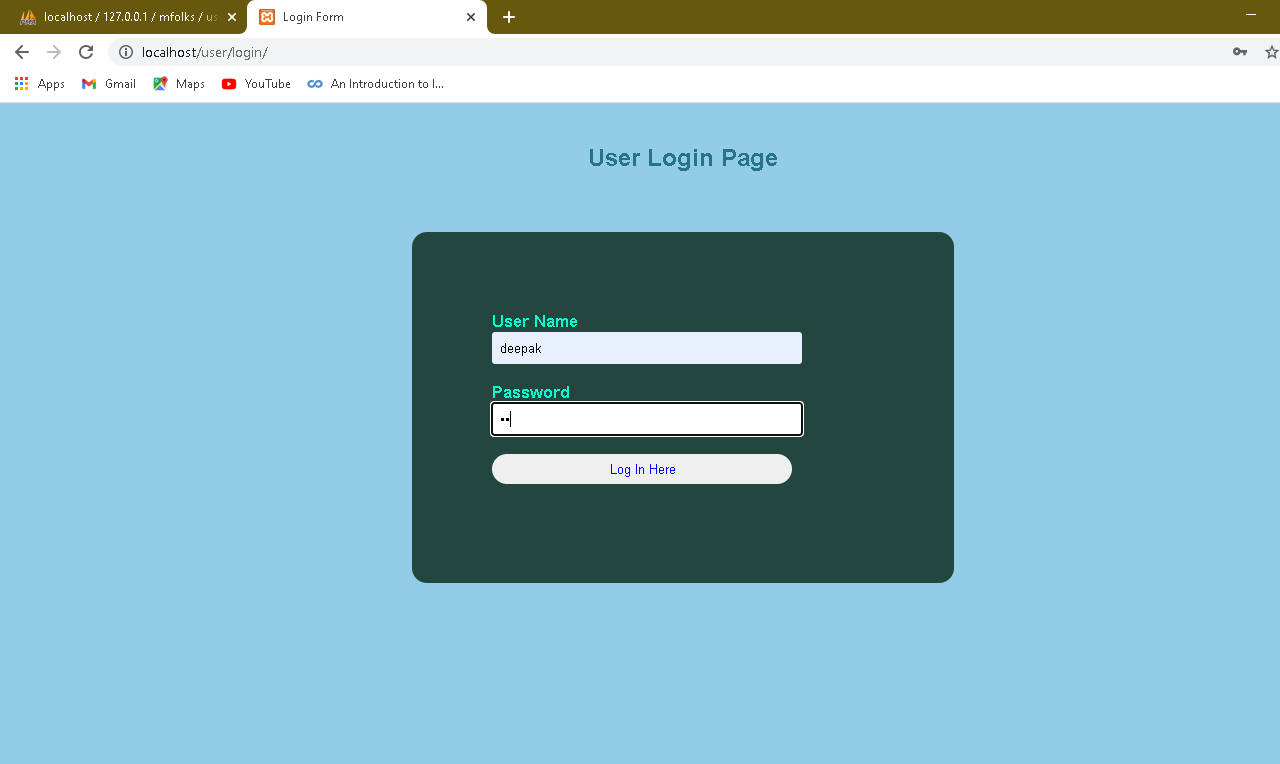 localhost / 127.0.0.1 / mfolks / us
Login Form
localhost/user/login/
Apps
Gmail
Maps
YouTube
An Introduction to I...
User Login Page
User Name
deepak
Password
••
Log In Here